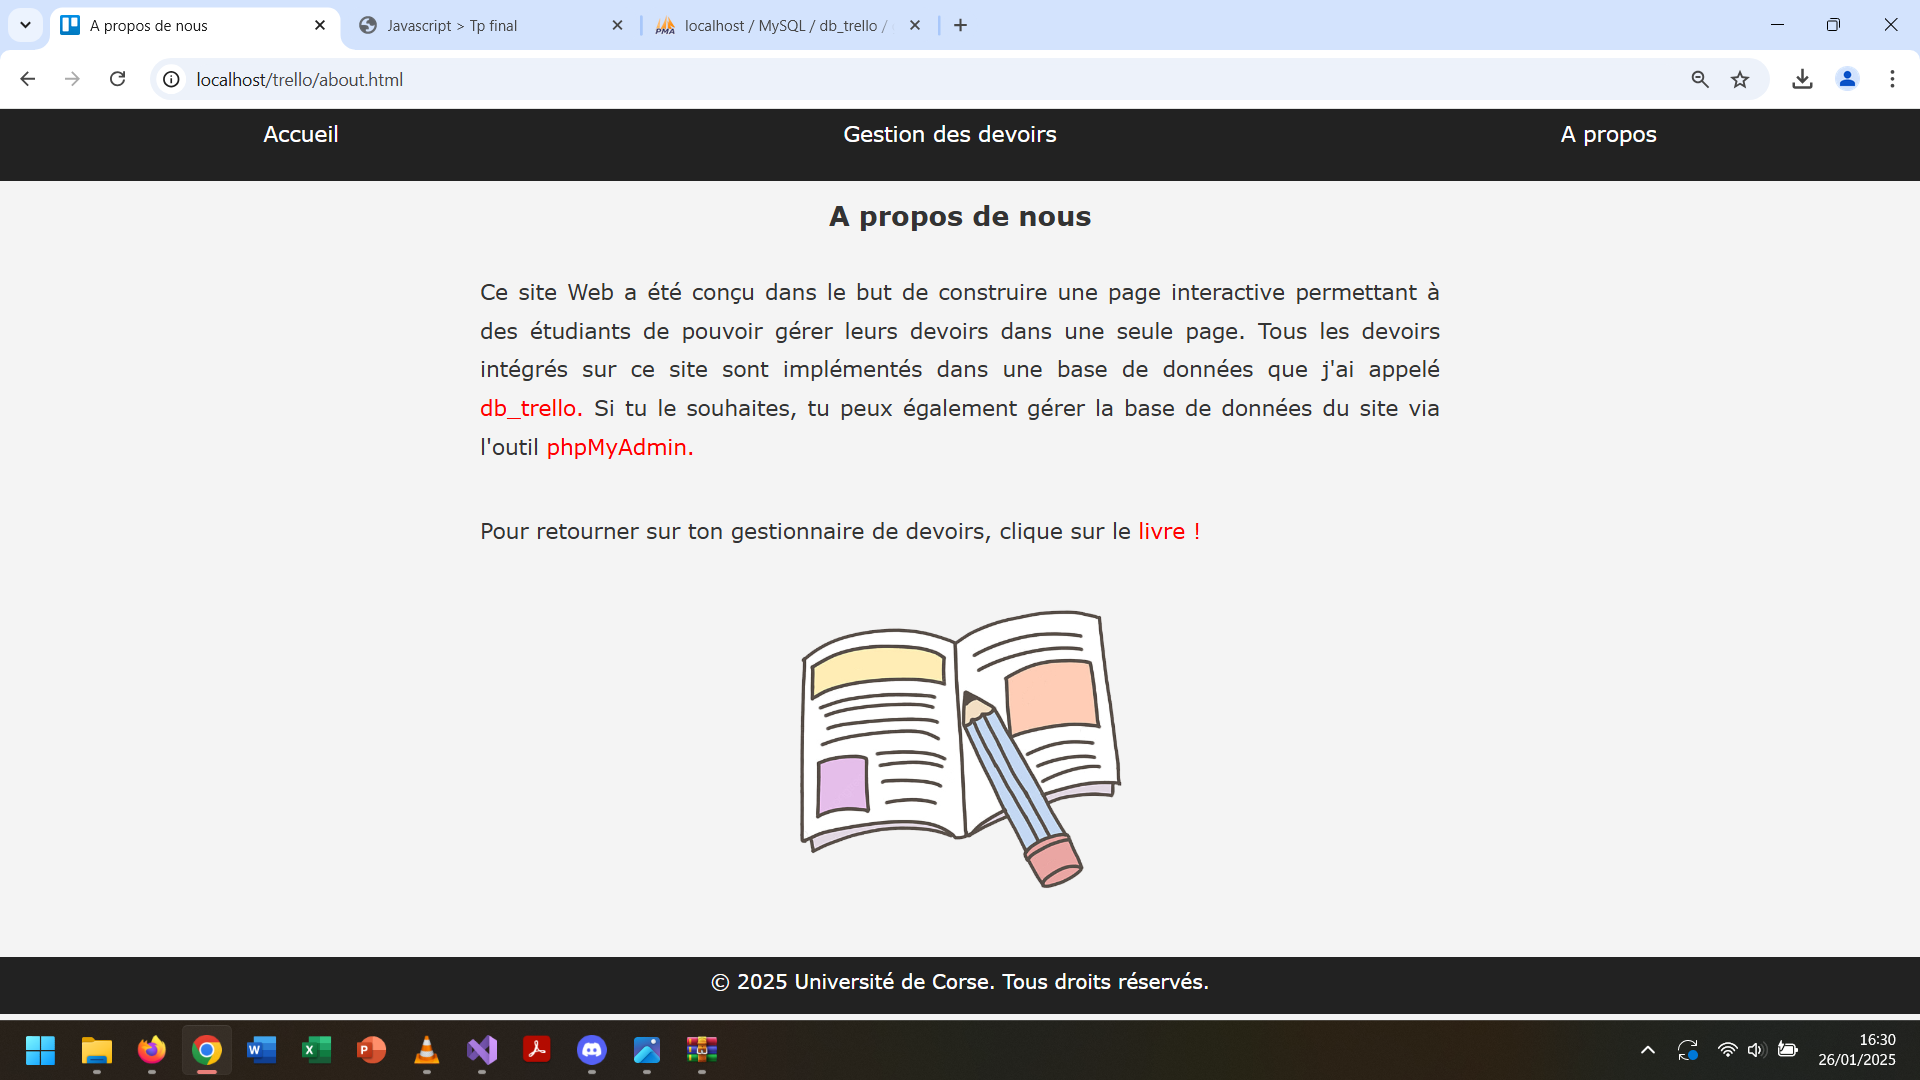 A propos de nous
Javascript > Tp final
PMA localhost / MySQL / db_trello /
localhost/trello/about.html
Accueil Gestion des devoirs A propos
A propos de nous
Ce site Web a été conçu dans le but de construire une page interactive permettant à
des étudiants de pouvoir gérer leurs devoirs dans une seule page. Tous les devoirs
intégrés sur ce site sont implémentés dans une base de données que j'ai appelé
db_trello. Si tu le souhaites, tu peux également gérer la base de données du site via
l'outil phpMyAdmin.
Pour retourner sur ton gestionnaire de devoirs, clique sur le livre !
© 2025 Université de Corse. Tous droits réservés.
16:30
26/01/2025